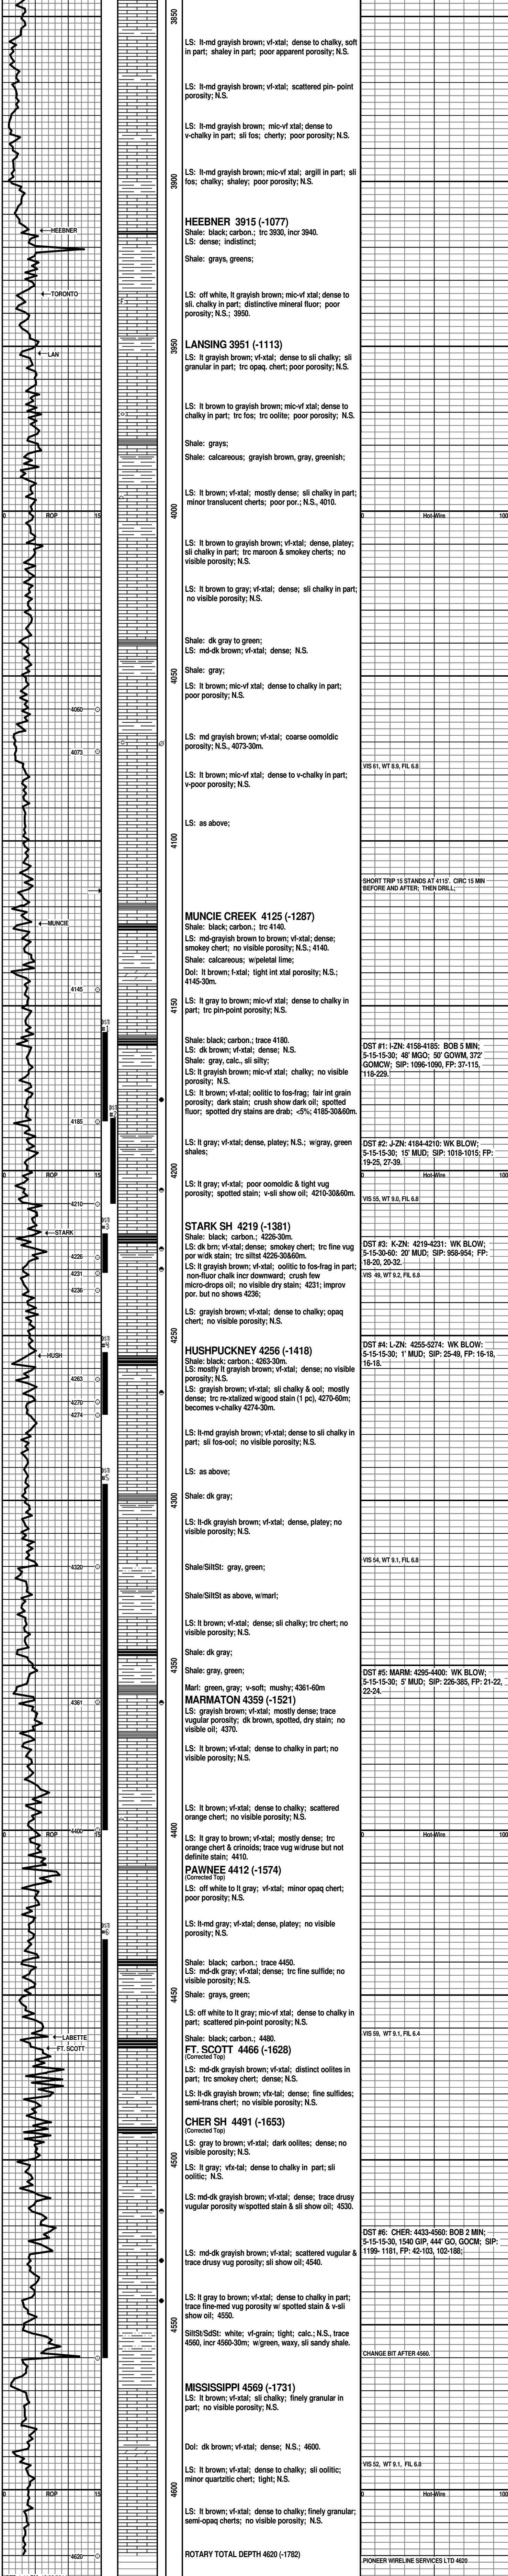 3850
LS: lt-md grayish brown; vf-xtal; dense to chalky, soft
in part; shaley in part; poor apparent porosity; N.S.
LS: lt-md grayish brown; vf-xtal; scattered pin- point
porosity; N.S.
LS: lt-md grayish brown; mic-vf xtal; dense to
v-chalky in part; sli fos; cherty; poor porosity; N.S.
LS: lt-md grayish brown; mic-vf xtal; argill in part; sli
fos; chalky; shaley; poor porosity; N.S.
3900
HEEBNER 3915 (-1077)
HEEBNER
Shale: black; carbon.; trc 3930, incr 3940.
LS: dense; indistinct;
Shale: grays, greens;
TORONTO
LS: off white, lt grayish brown; mic-vf xtal; dense to
sli. chalky in part; distinctive mineral fluor; poor
porosity; N.S.; 3950.
F
LANSING 3951 (-1113)
3950
LAN
LS: lt grayish brown; vf-xtal; dense to sli chalky; sli
granular in part; trc opaq. chert; poor porosity; N.S.
LS: lt brown to grayish brown; mic-vf xtal; dense to
chalky in part; trc fos; trc oolite; poor porosity; N.S.
Shale: grays;
Shale: calcareous; grayish brown, gray, greenish;
LS: lt brown; vf-xtal; mostly dense; sli chalky in part;
minor translucent cherts; poor por.; N.S., 4010.
4000
0 ROP 15
0 Hot-Wire 100
LS: lt brown to grayish brown; vf-xtal; dense, platey;
sli chalky in part; trc maroon & smokey cherts; no
visible porosity; N.S.
LS: lt brown to gray; vf-xtal; dense; sli chalky in part;
no visible porosity; N.S.
Shale: dk gray to green;
LS: md-dk brown; vf-xtal; dense; N.S.
Shale: gray;
4050
LS: lt brown; mic-vf xtal; dense to chalky in part;
poor porosity; N.S.
4060
LS: md grayish brown; vf-xtal; coarse oomoldic
porosity; N.S., 4073-30m.
4073
VIS 61, WT 8.9, FIL 6.8
LS: lt brown; mic-vf xtal; dense to v-chalky in part;
v-poor porosity; N.S.
LS: as above;
4100
SHORT TRIP 15 STANDS AT 4115'. CIRC 15 MIN
BEFORE AND AFTER; THEN DRILL;
MUNCIE CREEK 4125 (-1287)
MUNCIE
Shale: black; carbon.; trc 4140.
LS: md-grayish brown to brown; vf-xtal; dense;
smokey chert; no visible porosity; N.S.; 4140.
Shale: calcareous; w/peletal lime;
Dol: lt brown; f-xtal; tight int xtal porosity; N.S.;
4145-30m.
4145
4150
LS: lt gray to brown; mic-vf xtal; dense to chalky in
part; trc pin-point porosity; N.S.
DST
#1
Shale: black; carbon.; trace 4180.
LS: dk brown; vf-xtal; dense; N.S.
Shale: gray, calc., sli silty;
LS: lt grayish brown; mic-vf xtal; chalky; no visible
porosity; N.S.
DST #1: I-ZN: 4158-4185: BOB 5 MIN;
5-15-15-30; 48' MGO; 50' GOWM, 372'
GOMCW; SIP: 1096-1090, FP: 37-115,
118-229.
LS: lt brown; vf-xtal; oolitic to fos-frag; fair int grain
porosity; dark stain; crush show dark oil; spotted
fluor; spotted dry stains are drab; <5%; 4185-30&60m.
DST
#2
4185
LS: lt gray; vf-xtal; dense, platey; N.S.; w/gray, green
shales;
DST #2: J-ZN: 4184-4210; WK BLOW;
5-15-15-30; 15' MUD; SIP: 1018-1015; FP:
19-25, 27-39.
4200
0 ROP 15
0 Hot-Wire 100
LS: lt gray; vf-xtal; poor oomoldic & tight vug
porosity; spotted stain; v-sli show oil; 4210-30&60m.
VIS 55, WT 9.0, FIL 6.8
4210
DST
#3
STARK SH 4219 (-1381)
STARK
Shale: black; carbon.; 4226-30m.
LS: dk brn; vf-xtal; dense; smokey chert; trc fine vug
por w/dk stain; trc siltst 4226-30&60m.
DST #3: K-ZN: 4219-4231: WK BLOW;
5-15-30-60: 20' MUD; SIP: 958-954; FP:
18-20, 20-32.
4226
LS: lt grayish brown; vf-xtal; oolitic to fos-frag in part;
non-fluor chalk incr downward; crush few
micro-drops oil; no visible dry stain; 4231; improv
por. but no shows 4236;
4231
VIS 49, WT 9.2, FIL 6.8
4236
LS: grayish brown; vf-xtal; dense to chalky; opaq
chert; no visible porosity; N.S.
4250
DST
#4
HUSHPUCKNEY 4256 (-1418)
HUSH
DST #4: L-ZN: 4255-5274: WK BLOW:
5-15-15-30; 1' MUD; SIP: 25-49, FP: 16-18,
16-18.
Shale: black; carbon.: 4263-30m.
LS: mostly lt grayish brown; vf-xtal; dense; no visible
porosity; N.S.
4263
LS: grayish brown; vf-xtal; sli chalky & ool; mostly
dense; trc re-xtalized w/good stain (1 pc), 4270-60m;
becomes v-chalky 4274-30m.
4270
4274
LS: lt-md grayish brown; vf-xtal; dense to sli chalky in
part; sli fos-ool; no visible porosity; N.S.
LS: as above;
DST
#5
Shale: dk gray;
4300
LS: lt-dk grayish brown; vf-xtal; dense, platey; no
visible porosity; N.S.
VIS 54, WT 9.1, FIL 6.8
4320
Shale/SiltSt: gray, green;
Shale/SiltSt as above, w/marl;
LS: lt brown; vf-xtal; dense; sli chalky; trc chert; no
visible porosity; N.S.
Shale: dk gray;
4350
Shale: gray, green;
Marl: green, gray; v-soft; mushy; 4361-60m
DST #5: MARM: 4295-4400: WK BLOW;
5-15-15-30; 5' MUD; SIP: 226-385, FP: 21-22,
22-24.
MARMATON 4359 (-1521)
4361
LS: grayish brown; vf-xtal; mostly dense; trace
vugular porosity; dk brown, spotted, dry stain; no
visible oil; 4370.
LS: lt brown; vf-xtal; dense to chalky in part; no
visible porosity; N.S.
LS: lt brown; vf-xtal; dense to chalky; scattered
orange chert; no visible porosity; N.S.
4400
4400
0 ROP 15
0 Hot-Wire 100
LS: lt gray to brown; vf-xtal; mostly dense; trc
orange chert & crinoids; trace vug w/druse but not
definite stain; 4410.
PAWNEE 4412 (-1574)
(Corrected Top)
LS: off white to lt gray; vf-xtal; minor opaq chert;
poor porosity; N.S.
LS: lt-md gray; vf-xtal; dense, platey; no visible
porosity; N.S.
DST
#6
Shale: black; carbon.; trace 4450.
LS: md-dk gray; vf-xtal; dense; trc fine sulfide; no
visible porosity; N.S.
4450
Shale: grays, green;
LS: off white to lt gray; mic-vf xtal; dense to chalky in
part; scattered pin-point porosity; N.S.
VIS 59, WT 9.1, FIL 6.4
LABETTE
Shale: black; carbon.; 4480.
FT. SCOTT
FT. SCOTT 4466 (-1628)
(Corrected Top)
LS: md-dk grayish brown; vf-xtal; distinct oolites in
part; trc smokey chert; dense; N.S.
LS: lt-dk grayish brown; vfx-tal; dense; fine sulfides;
semi-trans chert; no visible porosity; N.S.
CHER SH 4491 (-1653)
(Corrected Top)
4500
LS: gray to brown; vf-xtal; dark oolites; dense; no
visible porosity; N.S.
LS: lt gray; vfx-tal; dense to chalky in part; sli
oolitic; N.S.
LS: md-dk grayish brown; vf-xtal; dense; trace drusy
vugular porosity w/spotted stain & sli show oil; 4530.
DST #6: CHER: 4433-4560: BOB 2 MIN;
5-15-15-30, 1540 GIP, 444' GO, GOCM; SIP:
1199- 1181, FP: 42-103, 102-188;
LS: md-dk grayish brown; vf-xtal; scattered vugular &
trace drusy vug porosity; sli show oil; 4540.
LS: lt gray to brown; vf-xtal; dense to chalky in part;
trace fine-med vug porosity w/ spotted stain & v-sli
show oil; 4550.
4550
SiltSt/SdSt: white; vf-grain; tight; calc.; N.S., trace
4560, incr 4560-30m; w/green, waxy, sli sandy shale.
CHANGE BIT AFTER 4560.
MISSISSIPPI 4569 (-1731)
LS: lt brown; vf-xtal; sli chalky; finely granular in
part; no visible porosity; N.S.
Dol: dk brown; vf-xtal; dense; N.S.; 4600.
VIS 52, WT 9.1, FIL 6.8
LS: lt brown; vf-xtal; dense to chalky; sli oolitic;
minor quartzitic chert; tight; N.S.
4600
0 ROP 15
0 Hot-Wire 100
LS: lt brown; vf-xtal; dense to chalky; finely granular;
semi-opaq cherts; no visible porosity; N.S.
4620
ROTARY TOTAL DEPTH 4620 (-1782)
PIONEER WIRELINE SERVICES LTD 4620